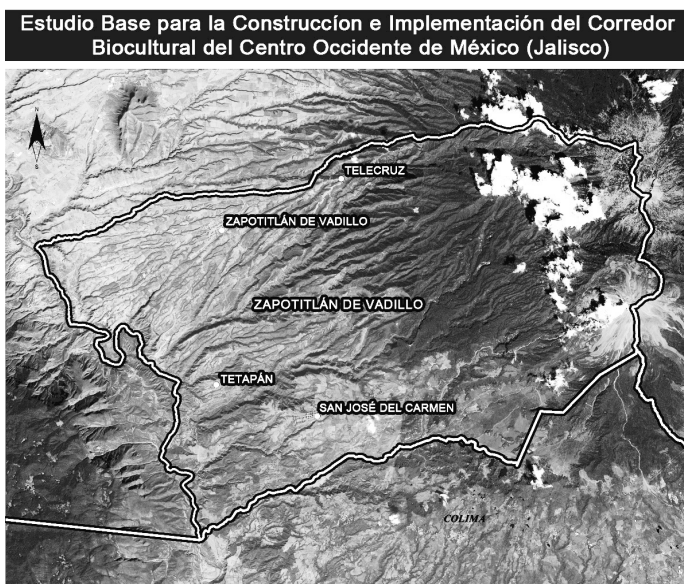 Estudio Base para la Construccíon e Implementación del Corredor
Biocultural del Centro Occidente de México (Jalisco)
N
S
TELECRUZ
ZAPOTITLÁN DE VADILLO
ZAPOTITLÁN DE VADILLO
TETAPÁN
SAN JOSÉ DEL CARMEN
COLIMA